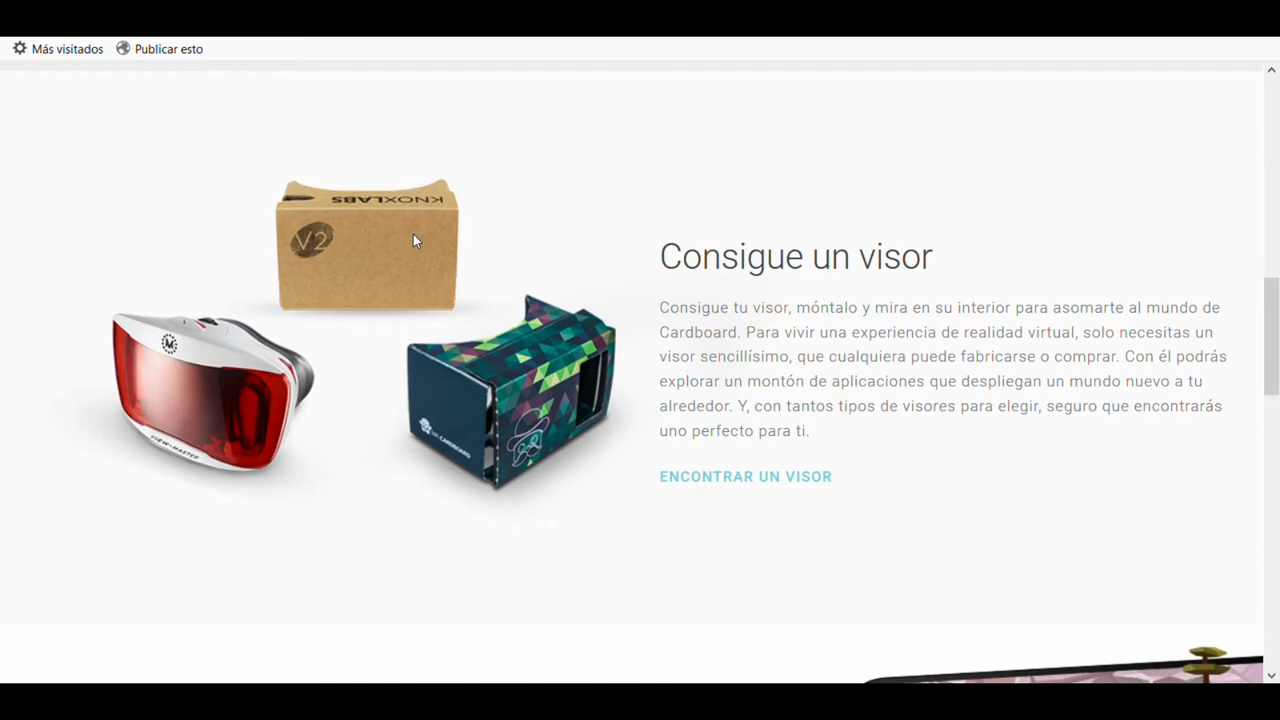 Más visitados Publicar esto
KNOXLABS
V2
Consigue un visor
Consigue tu visor, móntalo y mira en su interior para asomarte al mundo de
Cardboard. Para vivir una experiencia de realidad virtual, solo necesitas un
visor sencillísimo, que cualquiera puede fabricarse o comprar. Con él podrás
explorar un montón de aplicaciones que despliegan un mundo nuevo a tu
alrededor. Y, con tantos tipos de visores para elegir, seguro que encontrarás
uno perfecto para ti.
VIEW-MASTER
CARDBOARD
ENCONTRAR UN VISOR